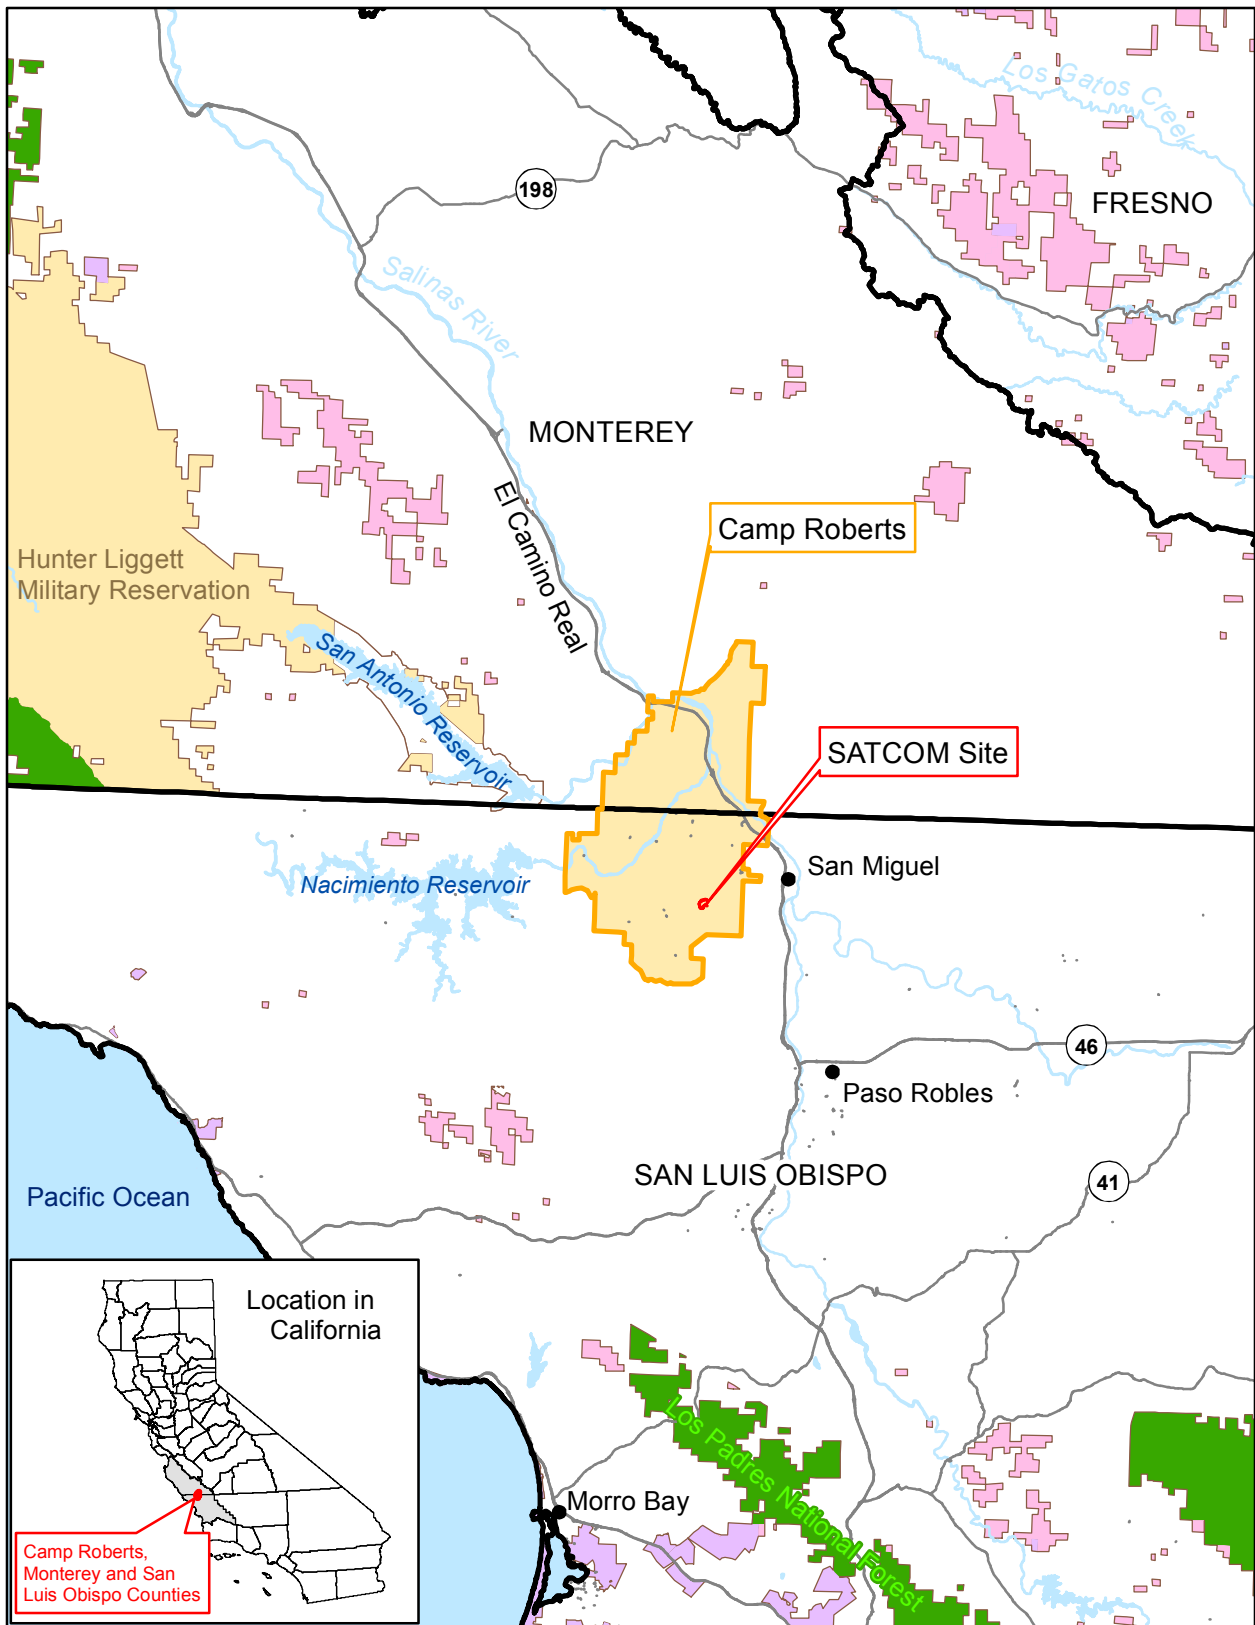 Los Gatos Creek
198
FRESNO
Salinas River
MONTEREY
El Camino Real
Camp Roberts
Hunter Liggett
Military Reservation
San Antonio Reservoir
SATCOM Site
San Miguel
Nacimiento Reservoir
46
Paso Robles
SAN LUIS OBISPO
41
Pacific Ocean
Location in
California
Los Padres National Forest
Morro Bay
Camp Roberts,
Monterey and San
Luis Obispo Counties